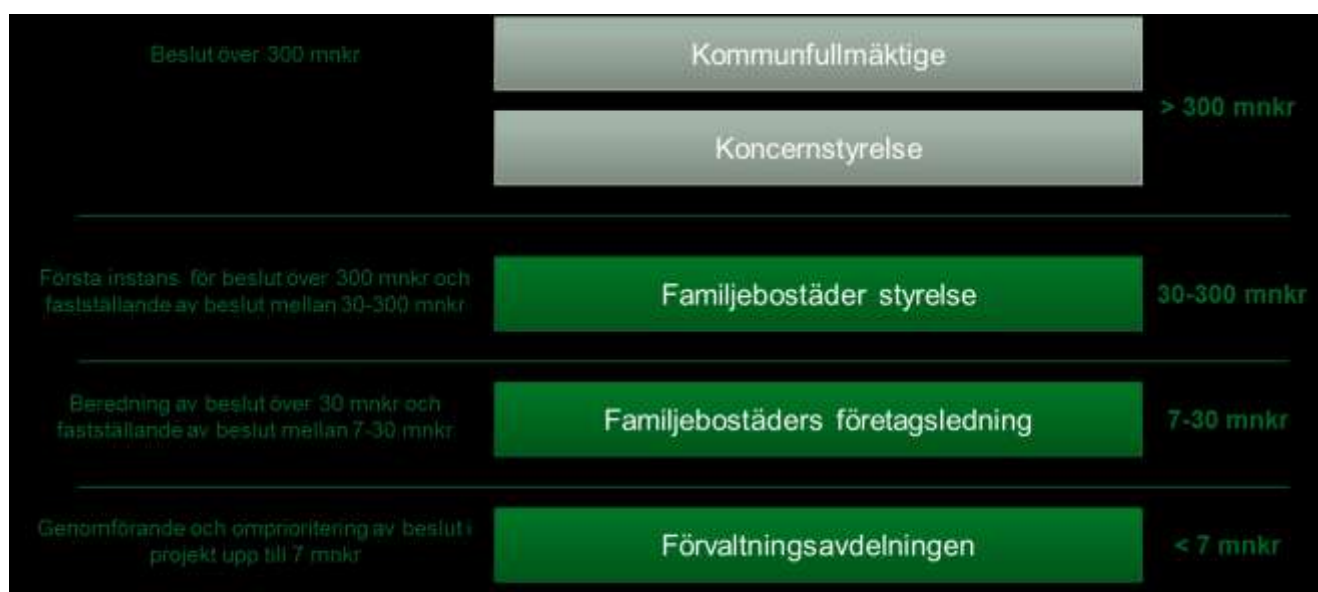 Beslut över 300 mnkr
Kommunfullmäktige
> 300 mnkr
Koncernstyrelse
Första instans för beslut över 300 mnkr och
fastställande av beslut mellan 30-300 mnkr
Familjebostäder styrelse
30-300 mnkr
Beredning av beslut över 30 mnkr och
fastställande av beslut mellan 7-30 mnkr
Familjebostäders företagsledning
7-30 mnkr
Genomförande och omprioritering av beslut i
projekt upp till 7 mnkr
Förvaltningsavdelningen
< 7 mnkr